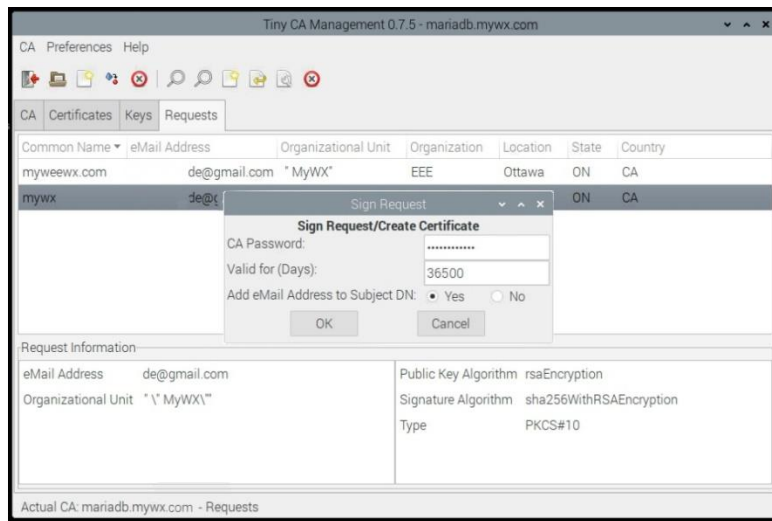 Tiny CA Management 0.7.5 - mariadb.mywx.com
CA Preferences Help
CA Certificates Keys Requests
Common Name eMail Address Organizational Unit Organization Location State Country
myweewx.com de@gmail.com " MyWX" EEE Ottawa ON CA
mywx de@g ON CA
Sign Request
Sign Request/Create Certificate
CA Password: ............
Valid for (Days): 36500
Add eMail Address to Subject DN: Yes No
OK Cancel
Request Information
eMail Address de@gmail.com Public Key Algorithm rsaEncryption
Organizational Unit " \" MyWX\"" Signature Algorithm sha256WithRSAEncryption
Type PKCS#10
Actual CA: mariadb.mywx.com - Requests